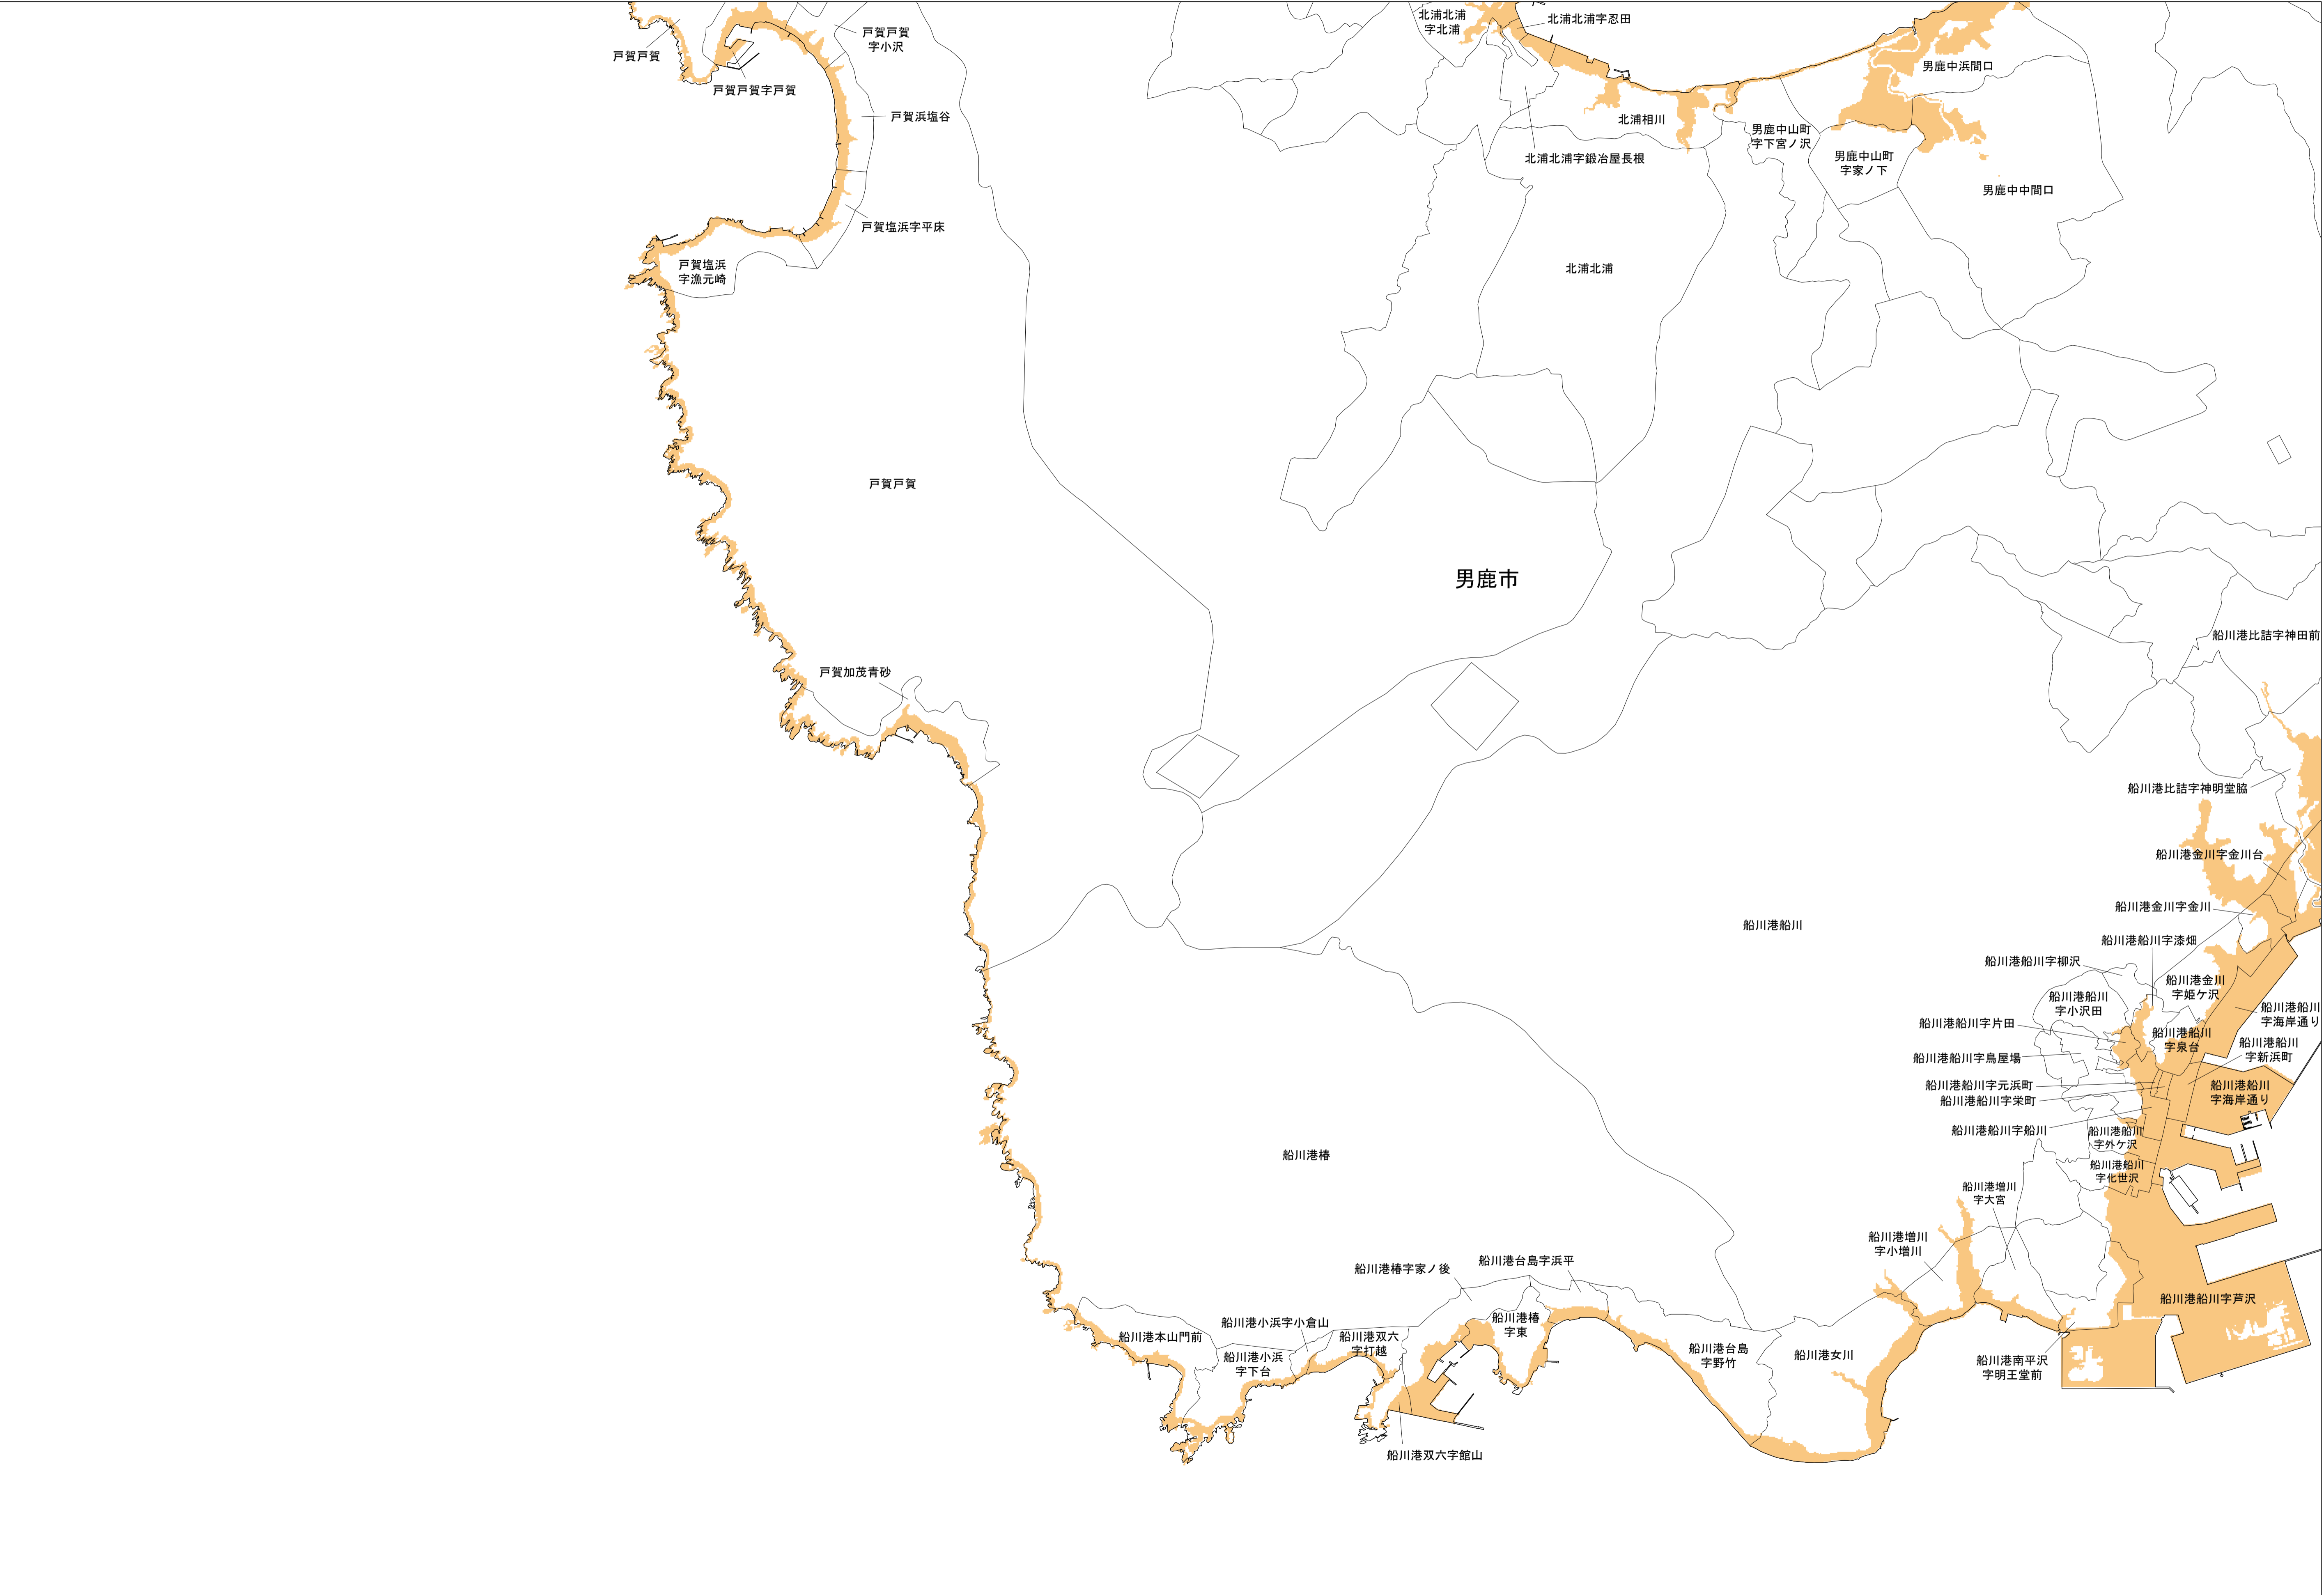 北浦北浦
字北浦
北浦北浦字忍田
戸賀戸賀
字小沢
戸賀戸賀
男鹿中浜間口
戸賀戸賀字戸賀
戸賀浜塩谷
北浦相川
男鹿中山町
字下宮ノ沢
北浦北浦字鍛冶屋長根
男鹿中山町
字家ノ下
男鹿中中間口
戸賀塩浜字平床
戸賀塩浜
字漁元崎
北浦北浦
戸賀戸賀
男鹿市
船川港比詰字神田前
戸賀加茂青砂
船川港比詰字神明堂脇
船川港金川字金川台
船川港金川字金川
船川港船川
船川港船川字漆畑
船川港船川字柳沢
船川港金川
字姫ケ沢
船川港船川
字小沢田
船川港船川
字海岸通り
船川港船川字片田
船川港船川
字泉台
船川港船川
字新浜町
船川港船川字鳥屋場
船川港船川字元浜町
船川港船川
字海岸通り
船川港船川字栄町
船川港船川字船川
船川港船川
字外ケ沢
船川港椿
船川港船川
字化世沢
船川港増川
字大宮
船川港増川
字小増川
船川港台島字浜平
船川港椿字家ノ後
船川港船川字芦沢
船川港小浜字小倉山
船川港椿
字東
船川港本山門前
船川港双六
字打越
船川港台島
字野竹
船川港小浜
字下台
船川港女川
船川港南平沢
字明王堂前
船川港双六字館山